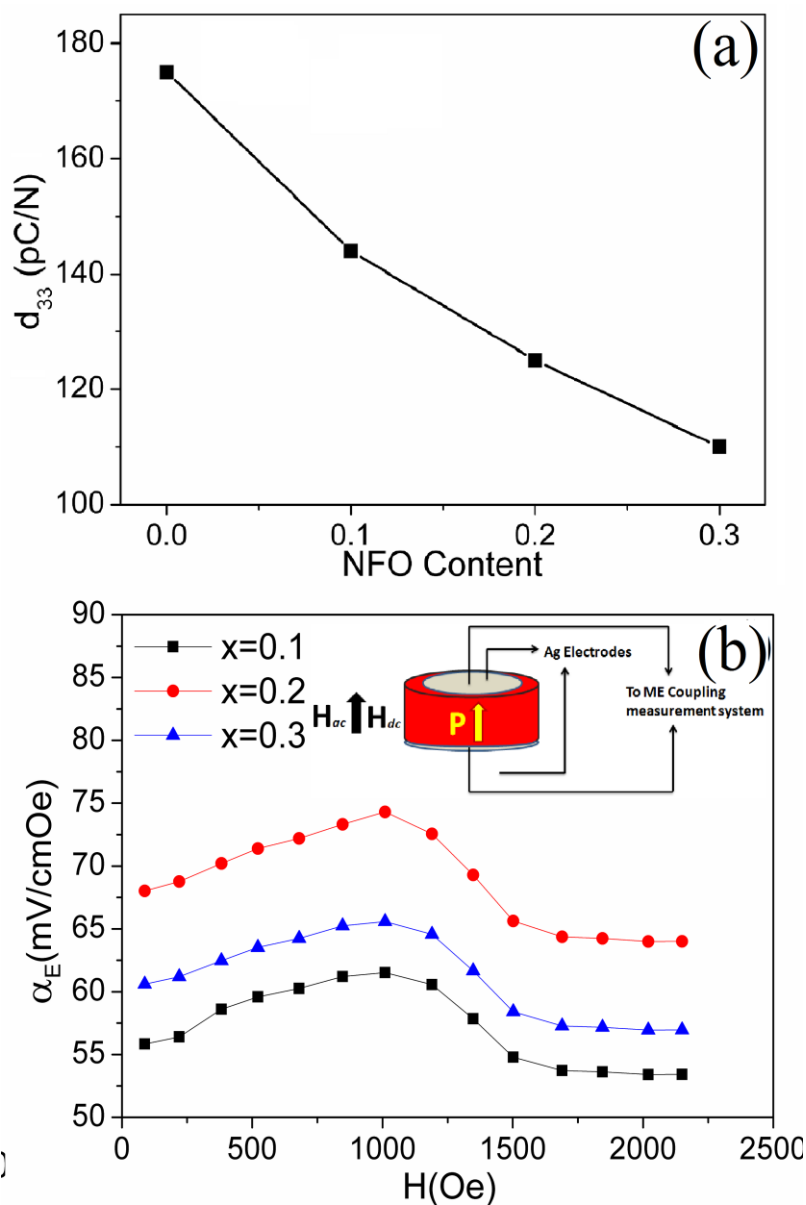 (a)
180
160
140
120
100
d33 (pC/N)
0.0 0.1 0.2 0.3
NFO Content
(b)
90
85
80
75
70
65
60
55
50
αE(mV/cmOe)
x=0.1
x=0.2
x=0.3
Hac Hdc
P
Ag Electrodes
To ME Coupling
measurement system
0 500 1000 1500 2000 2500
H(Oe)